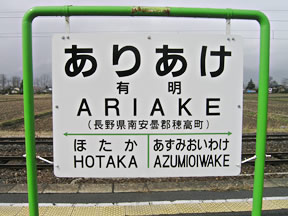 ありあけ
有明
ARIAKE
(長野県南安曇郡穂高町)
ほたか あずみおいわけ
HOTAKA AZUMIOIWAKE